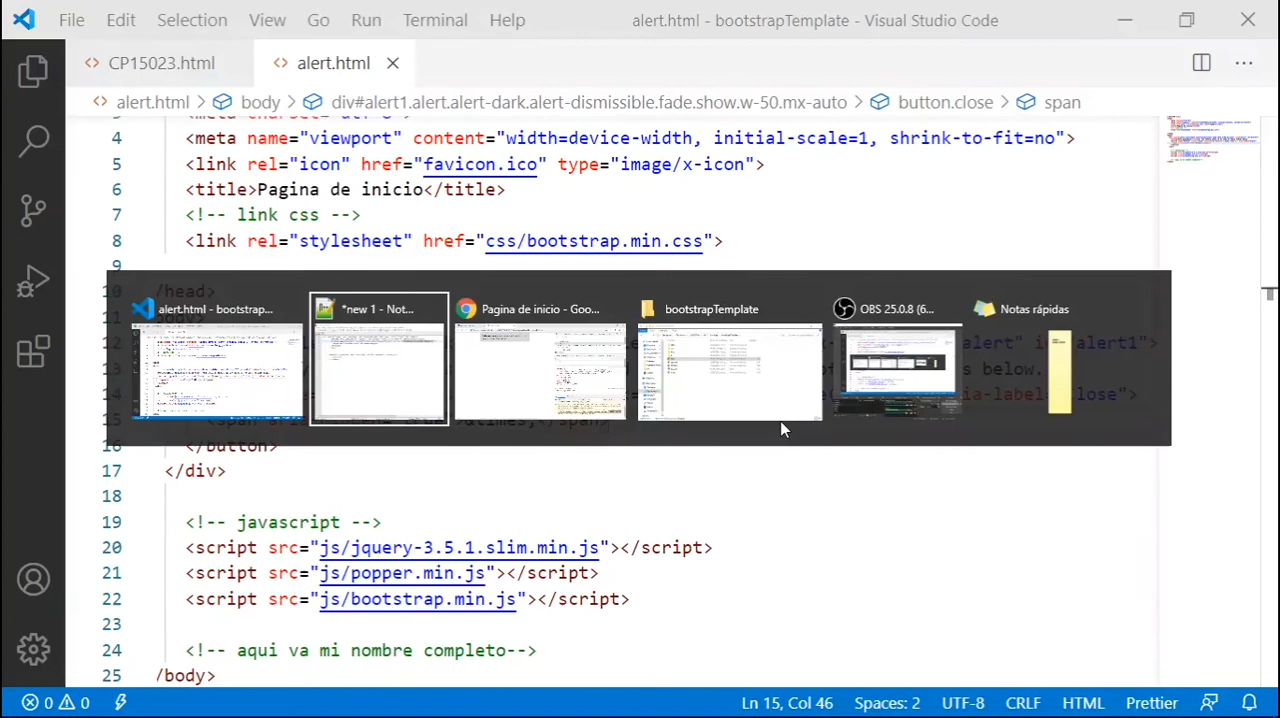 File Edit Selection View Go Run Terminal Help alert.html - bootstrapTemplate - Visual Studio Code
CP15023.html alert.html
alert.html > body > div#alert1.alert.alert-dark.alert-dismissible.fade.show.w-50.mx-auto > button.close > span
4 <meta name="viewport" content="width=device-width, initial-scale=1, shrink-to-fit=no">
5 <link rel="icon" href="favicon.ico" type="image/x-icon">
6 <title>Pagina de inicio</title>
7 <!-- link css -->
8 <link rel="stylesheet" href="css/bootstrap.min.css">
9
10 /head>
alert.html - bootstrap... *new 1 - Not... Pagina de inicio - Goo... bootstrapTemplate OBS 25.0.8 (6... Notas rápidas
16 </button>
17 </div>
18
19 <!-- javascript -->
20 <script src="js/jquery-3.5.1.slim.min.js"></script>
21 <script src="js/popper.min.js"></script>
22 <script src="js/bootstrap.min.js"></script>
23
24 <!-- aqui va mi nombre completo-->
25 /body>
0 0 Ln 15, Col 46 Spaces: 2 UTF-8 CRLF HTML Prettier